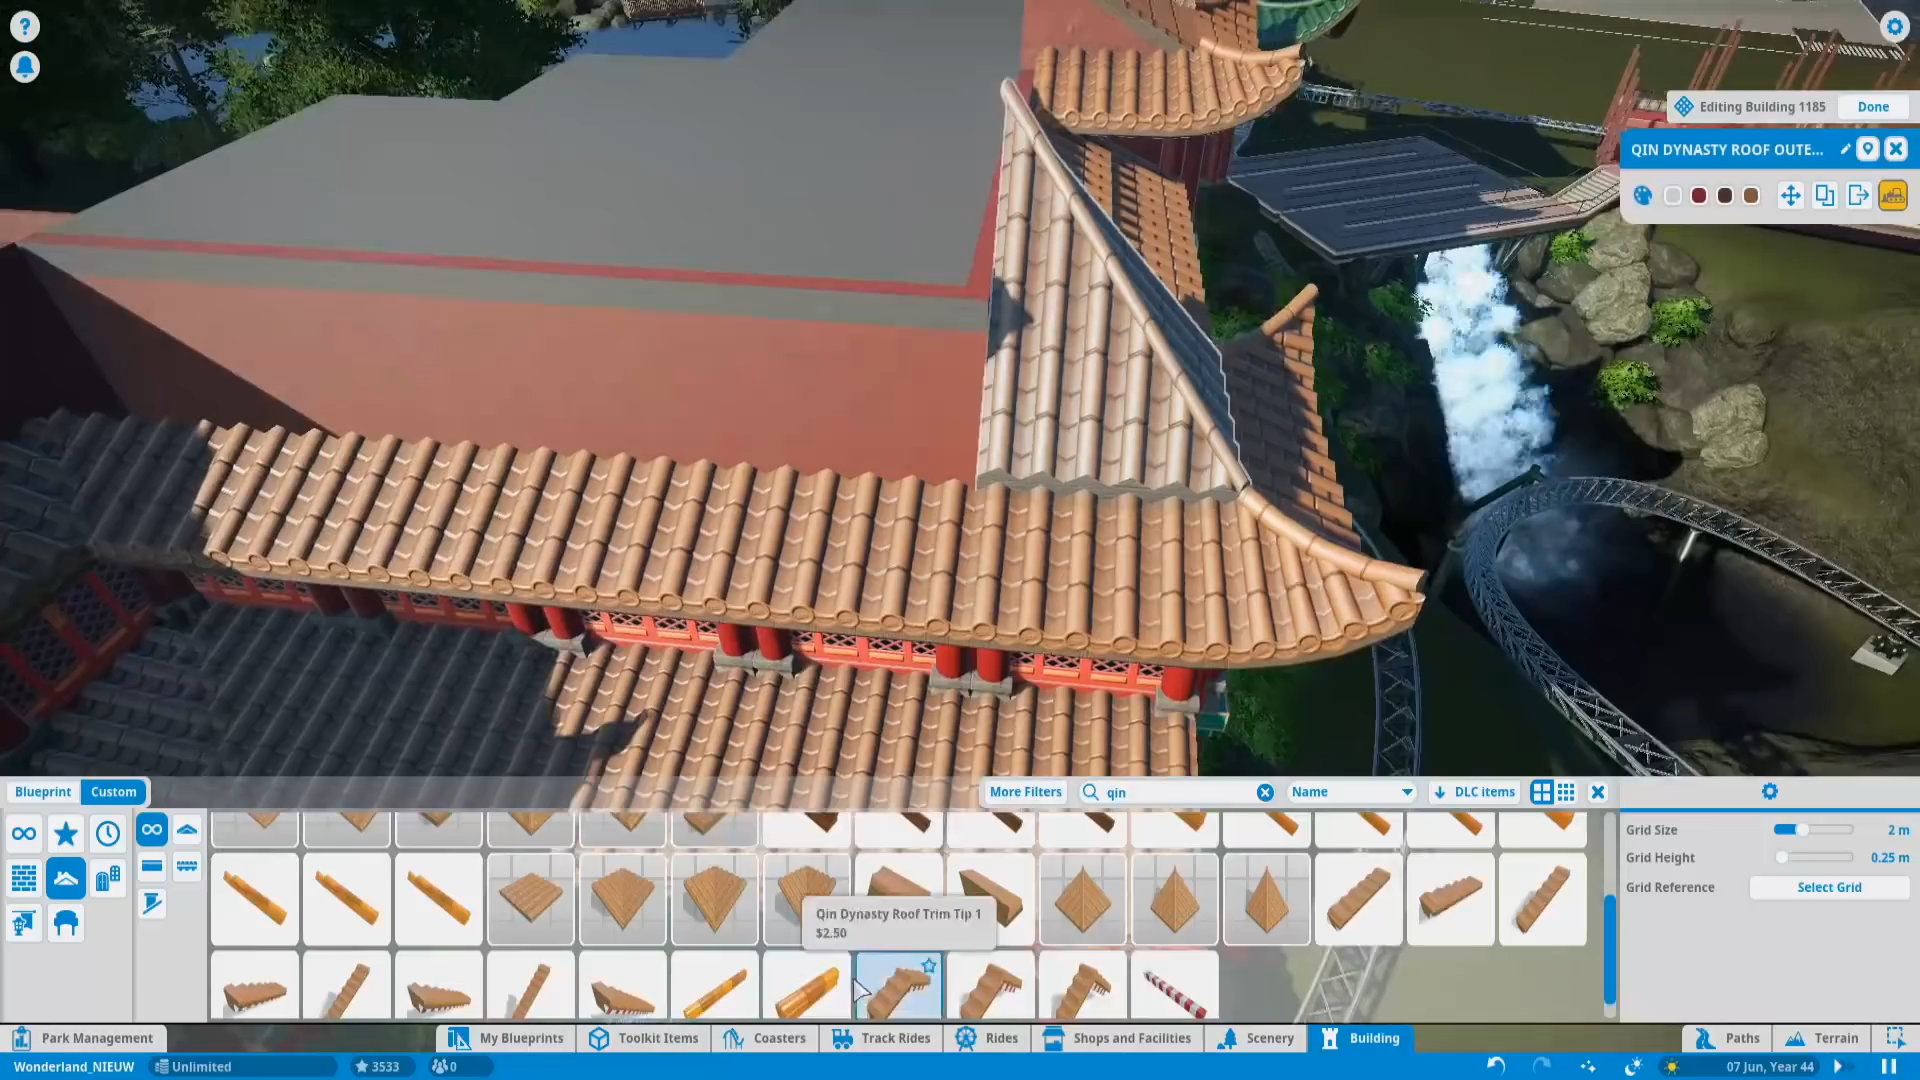 ?
Editing Building 1185
Done
QIN DYNASTY ROOF OUTE...
Blueprint
Custom
More Filters
qin
Name
DLC items
Grid Size
2 m
Grid Height
0.25 m
Grid Reference
Select Grid
Qin Dynasty Roof Trim Tip 1
$2.50
Park Management
My Blueprints
Toolkit Items
Coasters
Track Rides
Rides
Shops and Facilities
Scenery
Building
Paths
Terrain
Wonderland_NIEUW
Unlimited
3533
0
07 Jun, Year 44